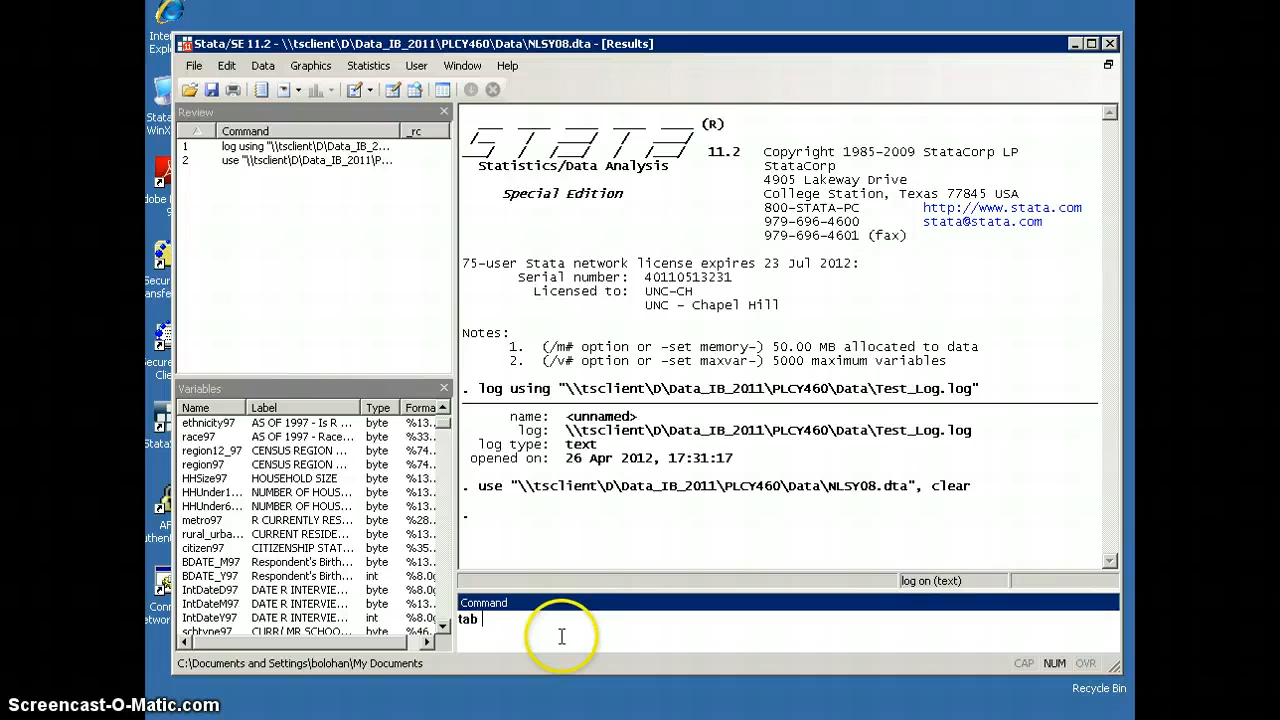 Inte
Expl
Stata/SE 11.2 - \\tsclient\D\Data_IB_2011\PLCY460\Data\NLSY08.dta - [Results]
File Edit Data Graphics Statistics User Window Help
Review
Command _rc
1 log using "\\tsclient\D\Data_IB_2...
2 use "\\tsclient\D\Data_IB_2011\P...
Variables
Name Label Type Forma
ethnicity97 AS OF 1997 - Is R ... byte %13...
race97 AS OF 1997 - Race... byte %33...
region12_97 CENSUS REGION ... byte %74...
region97 CENSUS REGION ... byte %74...
HHSize97 HOUSEHOLD SIZE byte %13...
HHUnder1... NUMBER OF HOUS... byte %13...
HHUnder6... NUMBER OF HOUS... byte %13...
metro97 R CURRENTLY RES... byte %28...
rural_urba... CURRENT RESIDE... byte %13...
citizen97 CITIZENSHIP STAT... byte %35...
BDATE_M97 Respondent's Birth... byte %13...
BDATE_Y97 Respondent's Birth... int %8.0g
IntDateD97 DATE R INTERVIE... byte %8.0g
IntDateM97 DATE R INTERVIE... byte %13...
IntDateY97 DATE R INTERVIE... int %8.0g
schtype97 CURR( MR SCHOO... byte %46...
STATA (R)
11.2 Copyright 1985-2009 StataCorp LP
Statistics/Data Analysis StataCorp
4905 Lakeway Drive
Special Edition College Station, Texas 77845 USA
800-STATA-PC http://www.stata.com
979-696-4600 stata@stata.com
979-696-4601 (fax)
75-user Stata network license expires 23 Jul 2012:
Serial number: 40110513231
Licensed to: UNC-CH
UNC - Chapel Hill
Notes:
1. (/m# option or -set memory-) 50.00 MB allocated to data
2. (/v# option or -set maxvar-) 5000 maximum variables
. log using "\\tsclient\D\Data_IB_2011\PLCY460\Data\Test_Log.log"
name: <unnamed>
log: \\tsclient\D\Data_IB_2011\PLCY460\Data\Test_Log.log
log type: text
opened on: 26 Apr 2012, 17:31:17
. use "\\tsclient\D\Data_IB_2011\PLCY460\Data\NLSY08.dta", clear
.
log on (text)
Command
tab
C:\Documents and Settings\bolohan\My Documents
CAP NUM OVR
Recycle Bin
Screencast-O-Matic.com